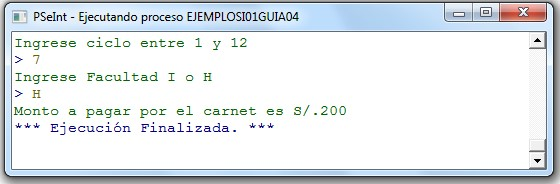 PSeInt - Ejecutando proceso EJEMPLOSI01GUIA04
Ingrese ciclo entre 1 y 12
> 7
Ingrese Facultad I o H
> H
Monto a pagar por el carnet es S/.200
*** Ejecución Finalizada. ***